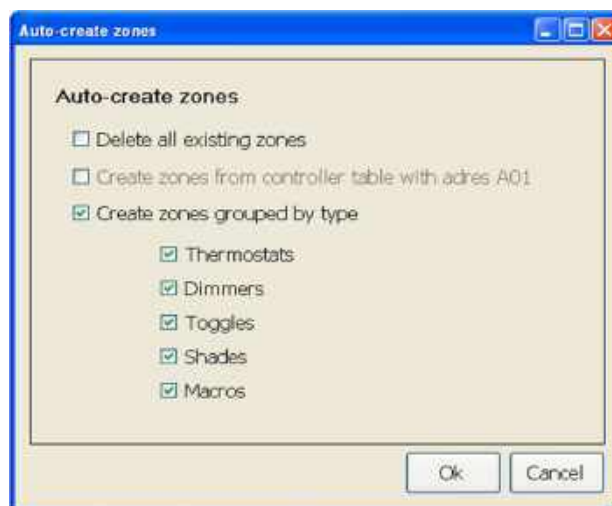 Auto-create zones
Auto-create zones
Delete all existing zones
Create zones from controller table with adres A01
Create zones grouped by type
Thermostats
Dimmers
Toggles
Shades
Macros
Ok Cancel